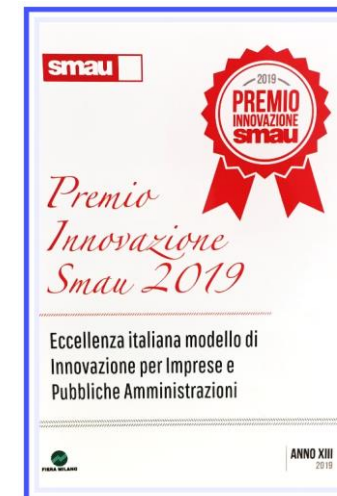 smau
2019
PREMIO
INNOVAZIONE
smau
Premio
Innovazione
Smau 2019
Eccellenza italiana modello di
Innovazione per Imprese e
Pubbliche Amministrazioni
FIERA MILANO
ANNO XIII
2019